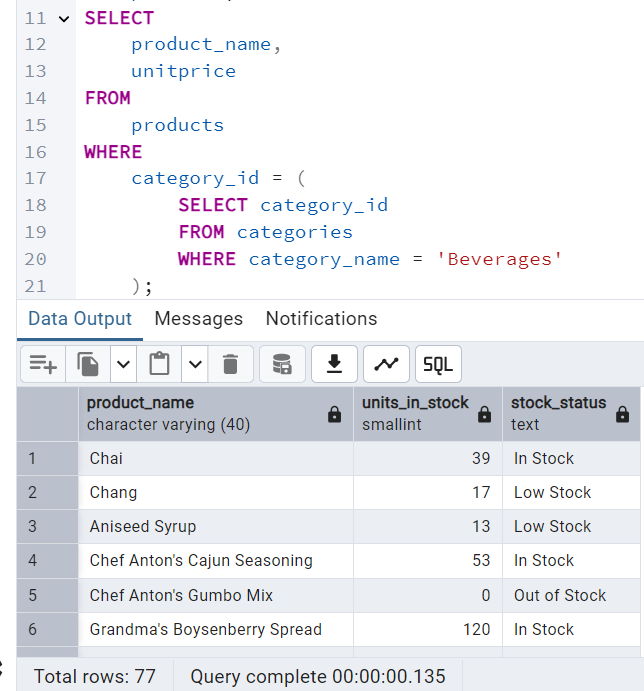 11 SELECT
12 product_name,
13 unitprice
14 FROM
15 products
16 WHERE
17 category_id = (
18 SELECT category_id
19 FROM categories
20 WHERE category_name = 'Beverages'
21 );
Data Output Messages Notifications
SQL
product_name units_in_stock stock_status
character varying (40) smallint text
1 Chai 39 In Stock
2 Chang 17 Low Stock
3 Aniseed Syrup 13 Low Stock
4 Chef Anton's Cajun Seasoning 53 In Stock
5 Chef Anton's Gumbo Mix 0 Out of Stock
6 Grandma's Boysenberry Spread 120 In Stock
Total rows: 77 Query complete 00:00:00.135